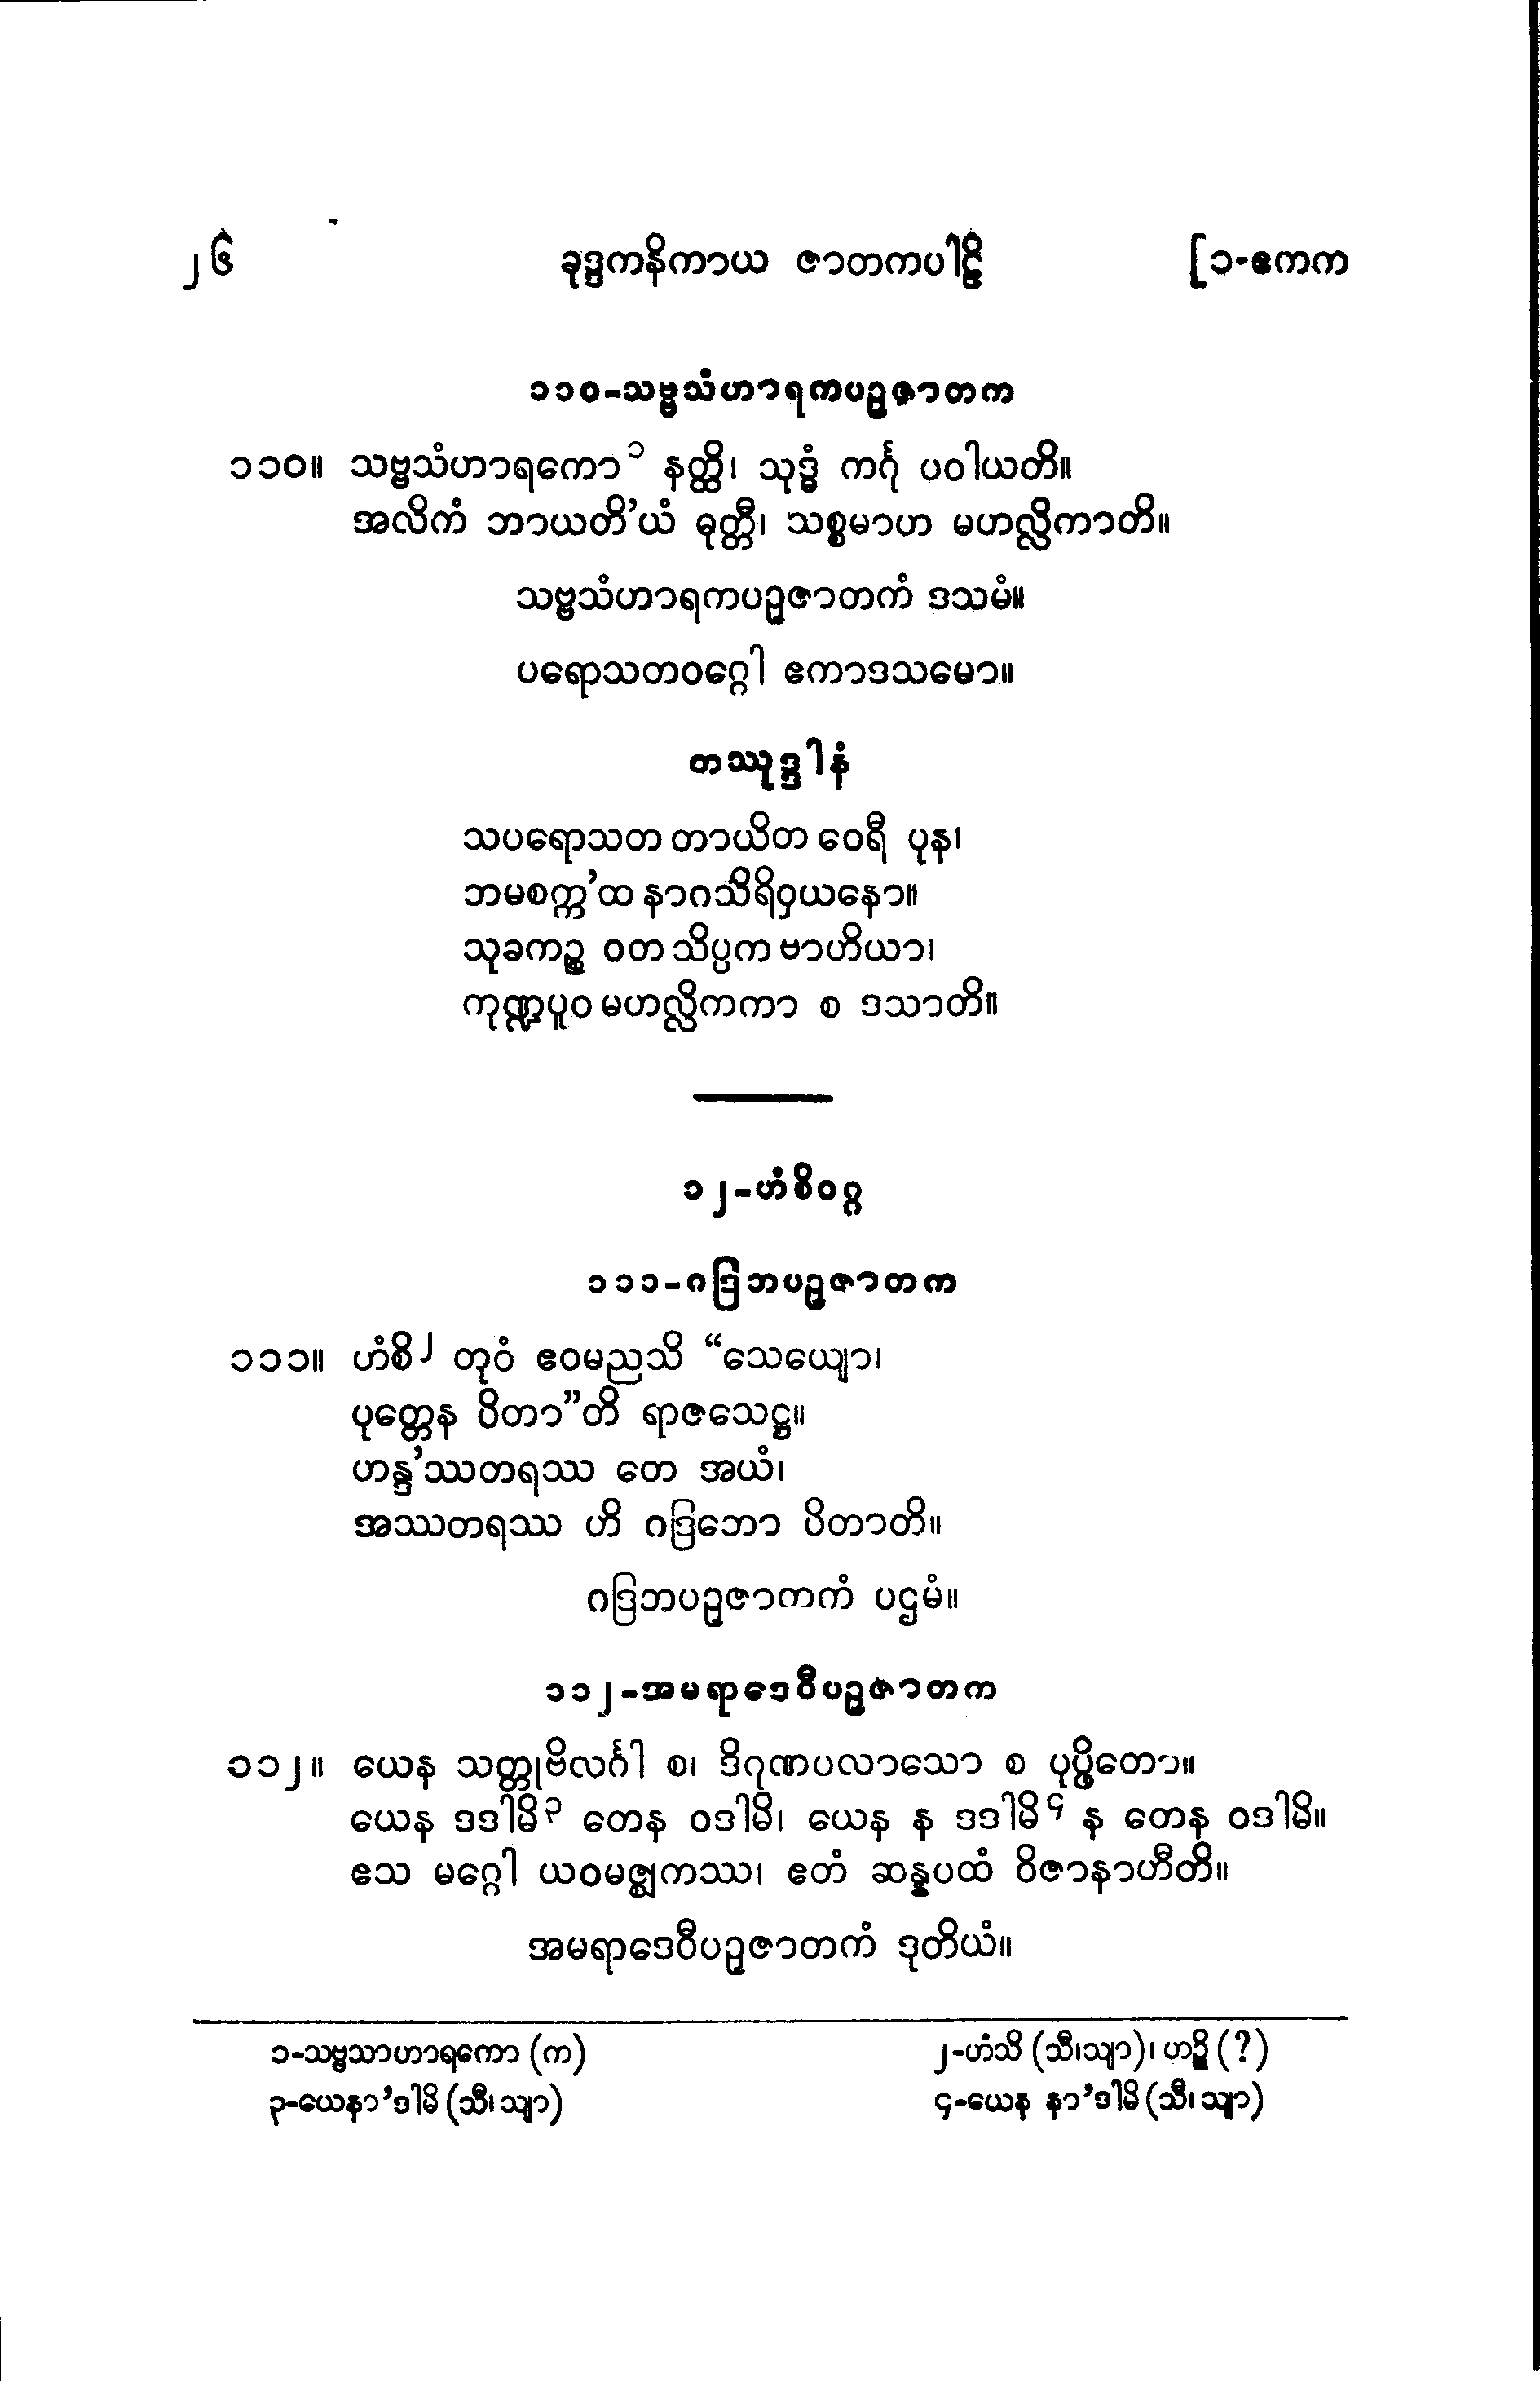 ၂၆ ခုဒ္ဒကနိကာယ ဇာတကပါဠိ [၁-ဧကက
၁၁၀-သဗ္ဗသံဟာရကပဉှဇာတက
၁၁၀။ သဗ္ဗသံဟာရကော၁ နတ္ထိ၊ သုဒ္ဓံ ကင်္ဂု ပဝါယတိ။
အလိကံ ဘာယတိ’ယံ ဓုတ္တီ၊ သစ္စမာဟ မဟလ္လိကာတိ။
သဗ္ဗသံဟာရကပဉှဇာတကံ ဒသမံ။
ပရောသတဝဂ္ဂေါ ဧကာဒသမော။
တဿုဒ္ဒါနံ
သပရောသတ တာယိတ ဝေရီ ပုန၊
ဘမစက္က’ထ နာဂသိရိဝှယနော။
သုခကဉ္စ ဝတ သိပ္ပက ဗာဟိယာ၊
ကုဏ္ဍပူဝ မဟလ္လိကကာ စ ဒသာတိ။
၁၂-ဟံစိဝဂ္ဂ
၁၁၁-ဂဒြဘပဉှဇာတက
၁၁၁။ ဟံစိ၂ တုဝံ ဧဝမညသိ “သေယျော၊
ပုတ္တေန ပိတာ”တိ ရာဇသေဋ္ဌ။
ဟန္ဒ’ဿတရဿ တေ အယံ၊
အဿတရဿ ဟိ ဂဒြဘော ပိတာတိ။
ဂဒြဘပဉှဇာတကံ ပဌမံ။
၁၁၂-အမရာဒေဝီပဉှဇာတက
၁၁၂။ ယေန သတ္တုဗိလင်္ဂါ စ၊ ဒိဂုဏပလာသော စ ပုပ္ဖိတော။
ယေန ဒဒါမိ၃ တေန ဝဒါမိ၊ ယေန န ဒဒါမိ၄ န တေန ဝဒါမိ။
ဧသ မဂ္ဂေါ ယဝမဇ္ဈကဿ၊ ဧတံ ဆန္နပထံ ဝိဇာနာဟီတိ။
အမရာဒေဝီပဉှဇာတကံ ဒုတိယံ။
၁-သဗ္ဗသာဟာရကော (က) ၂-ဟံသိ (သီ၊သျာ)၊ ဟဉ္ဇိ (?)
၃-ယေနာ’ဒါမိ (သီ၊ သျာ) ၄-ယေန နာ’ဒါမိ (သီ၊ သျာ)